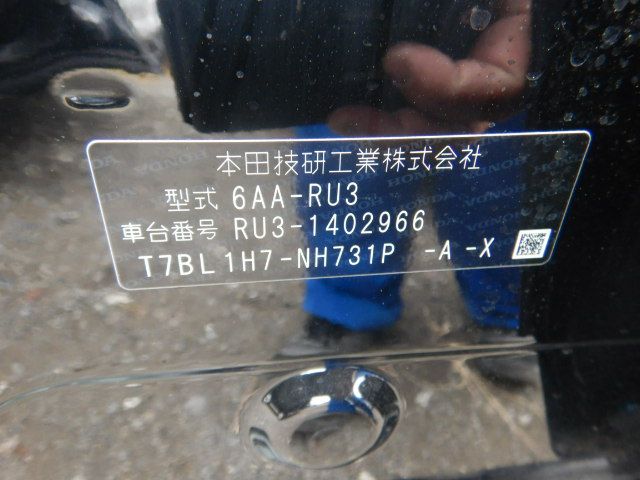 本田技研工業株式会社
型式 6AA-RU3
車台番号 RU3-1402966
T7BL1H7-NH731P -A-X